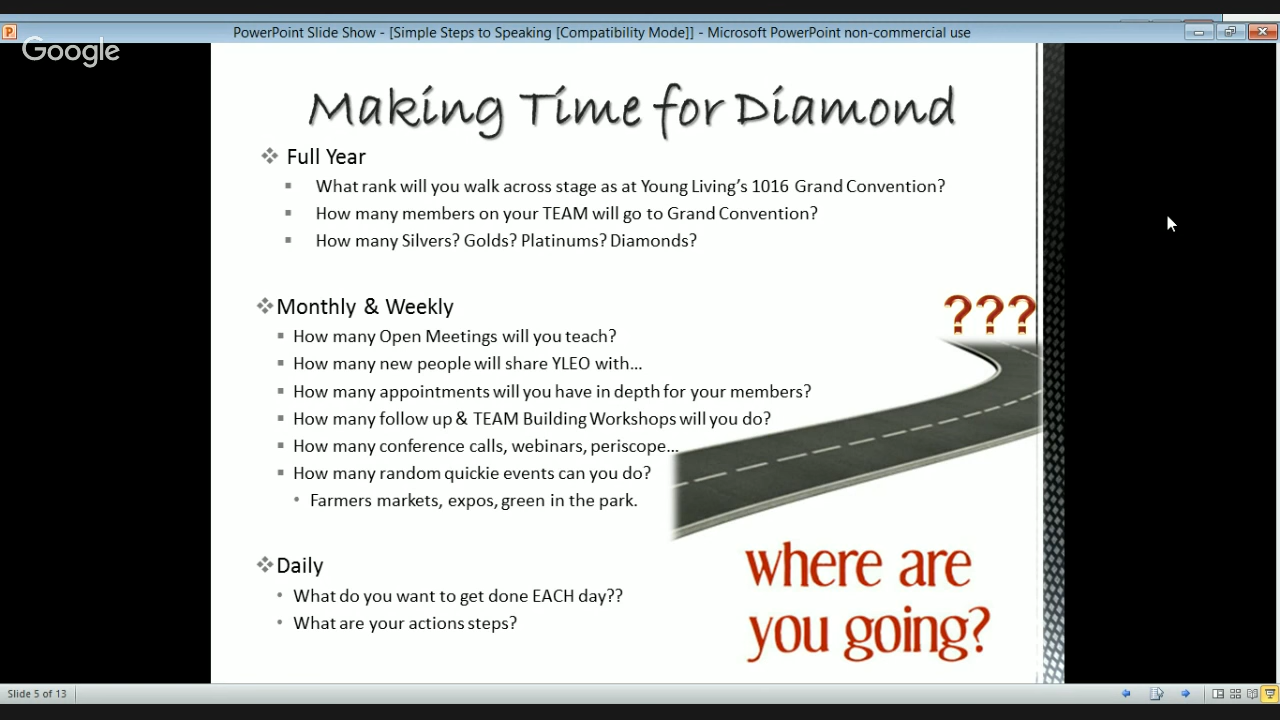 PowerPoint Slide Show - [Simple Steps to Speaking [Compatibility Mode]] - Microsoft PowerPoint non-commercial use
Google
Making Time for Diamond
Full Year
What rank will you walk across stage as at Young Living's 1016 Grand Convention?
How many members on your TEAM will go to Grand Convention?
How many Silvers? Golds? Platinums? Diamonds?
Monthly & Weekly
How many Open Meetings will you teach?
How many new people will share YLEO with...
How many appointments will you have in depth for your members?
How many follow up & TEAM Building Workshops will you do?
How many conference calls, webinars, periscope...
How many random quickie events can you do?
Farmers markets, expos, green in the park.
Daily
What do you want to get done EACH day??
What are your actions steps?
???
where are
you going?
Slide 5 of 13